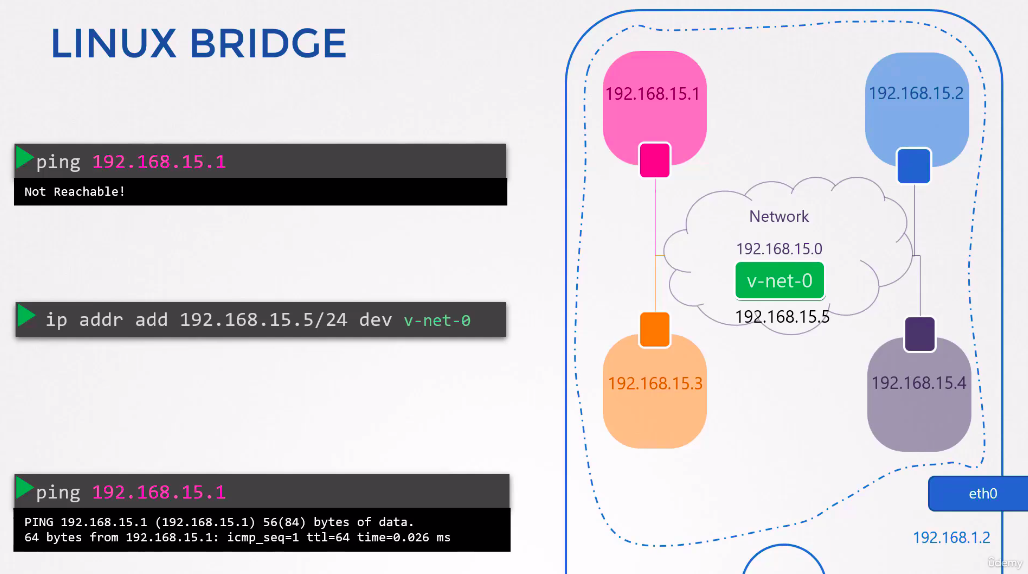 LINUX BRIDGE
ping 192.168.15.1
Not Reachable!
ip addr add 192.168.15.5/24 dev v-net-0
ping 192.168.15.1
PING 192.168.15.1 (192.168.15.1) 56(84) bytes of data.
64 bytes from 192.168.15.1: icmp_seq=1 ttl=64 time=0.026 ms
192.168.15.1
192.168.15.2
Network
192.168.15.0
v-net-0
192.168.15.5
192.168.15.3
192.168.15.4
eth0
192.168.1.2
ûdemy